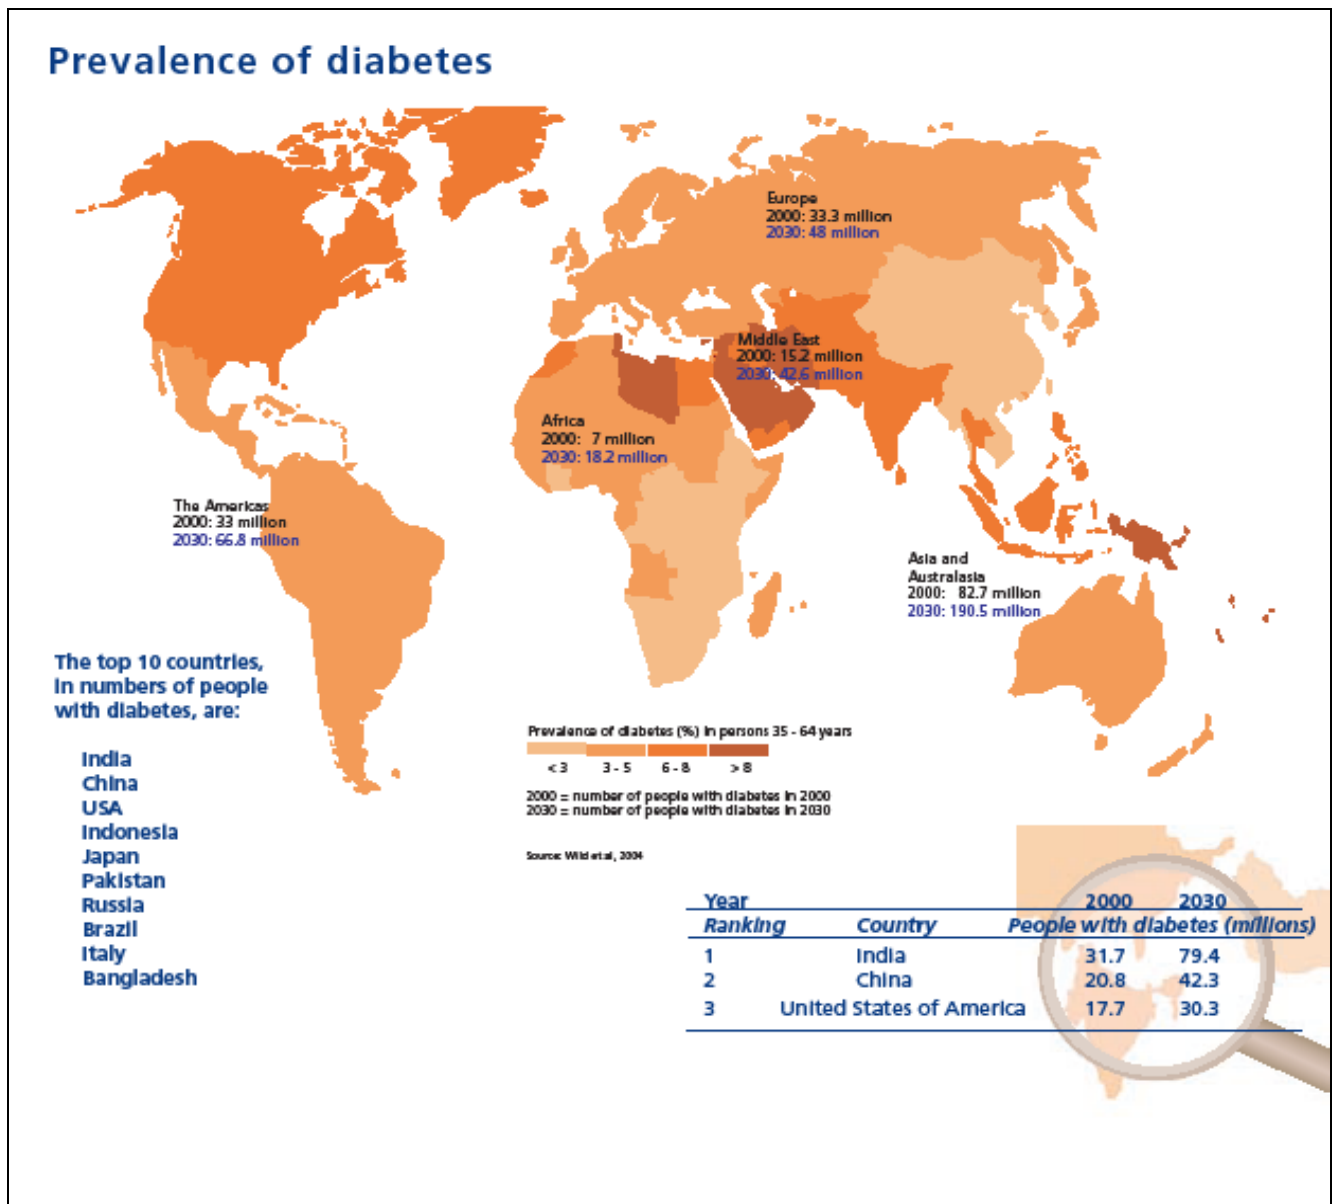 Prevalence of diabetes
Europe
2000: 33.3 million
2030: 48 million
Middle East
2000: 15.2 million
2030: 42.6 million
Africa
2000: 7 million
2030: 18.2 million
The Americas
2000: 33 million
2030: 66.8 million
Asia and
Australasia
2000: 82.7 million
2030: 190.5 million
The top 10 countries,
in numbers of people
with diabetes, are:
India
China
USA
Indonesia
Japan
Pakistan
Russia
Brazil
Italy
Bangladesh
Prevalence of diabetes (%) in persons 35 - 64 years
< 3 3 - 5 6 - 8 > 8
2000 = number of people with diabetes in 2000
2030 = number of people with diabetes in 2030
Source: Wild et al, 2004
Year 2000 2030
Ranking Country People with diabetes (millions)
1 India 31.7 79.4
2 China 20.8 42.3
3 United States of America 17.7 30.3